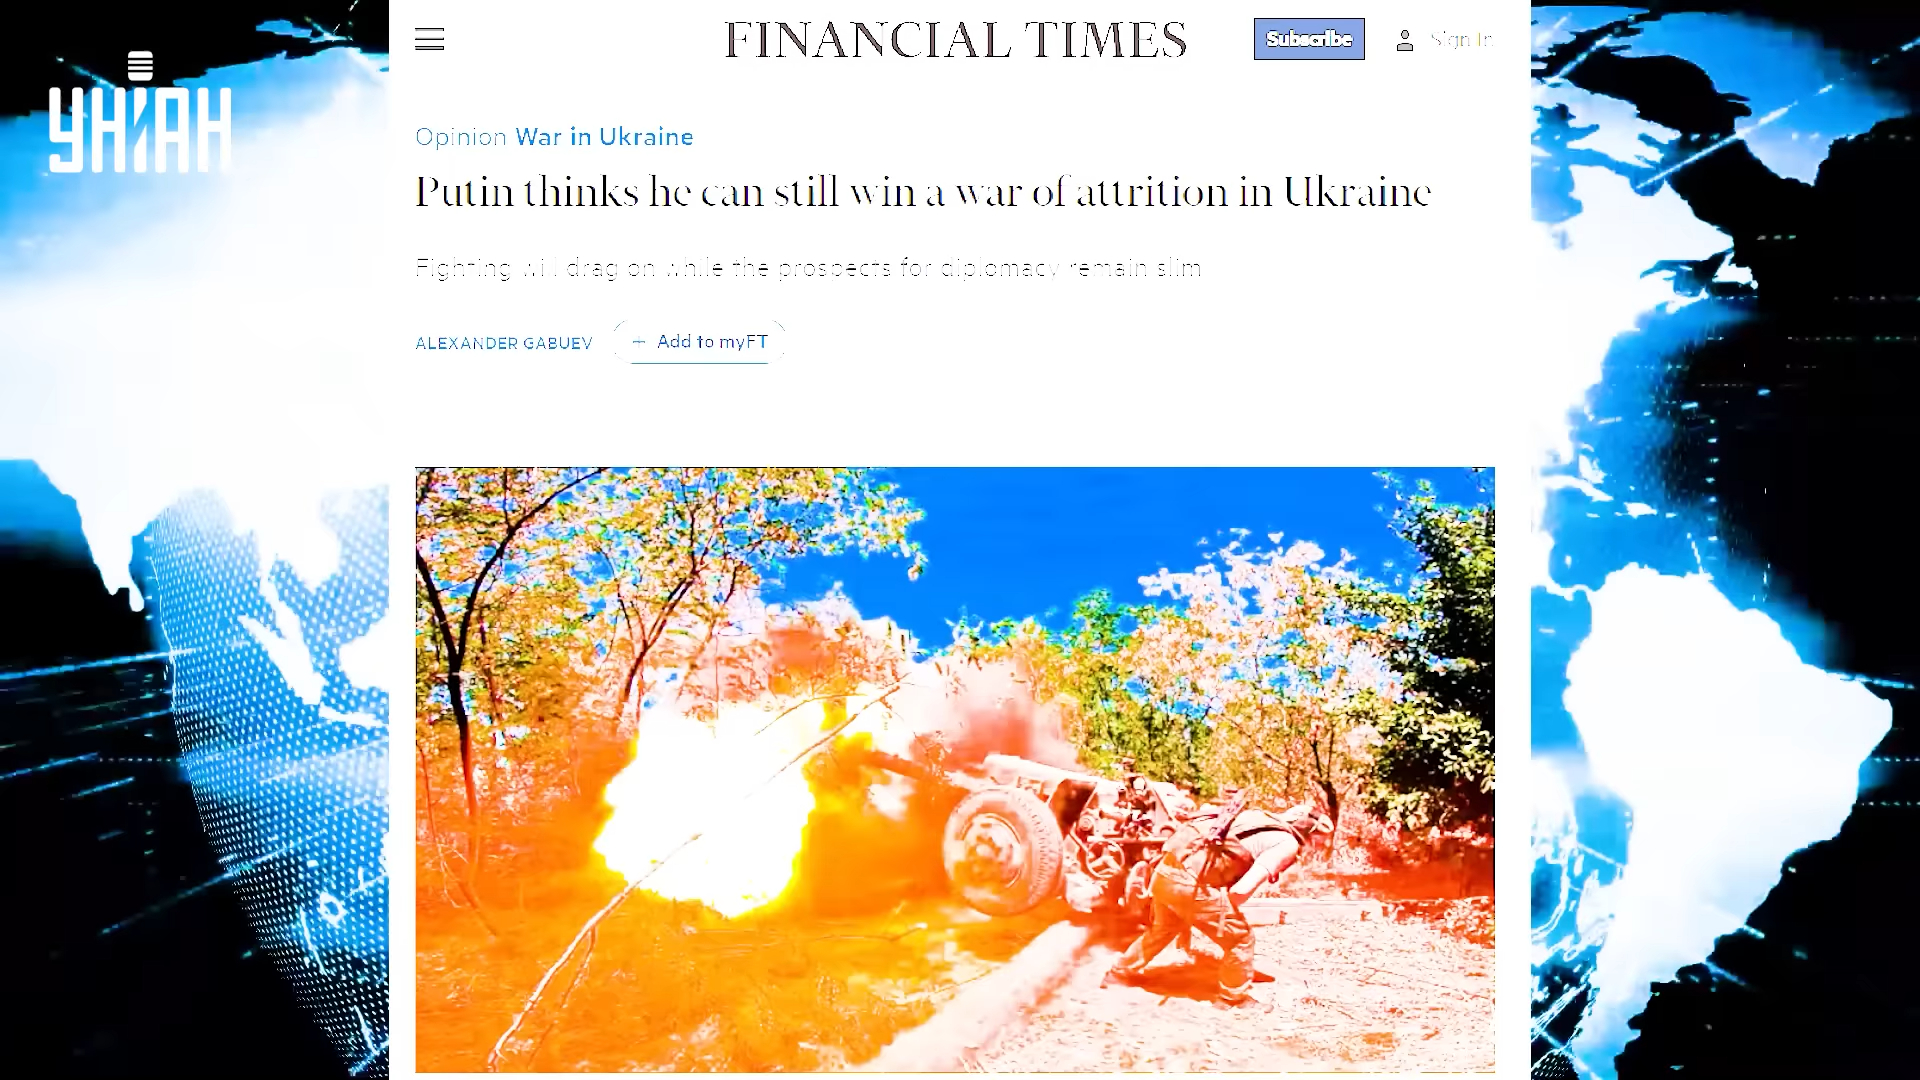 УНІАН
FINANCIAL TIMES
Subscribe
Sign In
Opinion War in Ukraine
Putin thinks he can still win a war of attrition in Ukraine
Fighting will drag on while the prospects for diplomacy remain slim
ALEXANDER GABUEV
+ Add to myFT